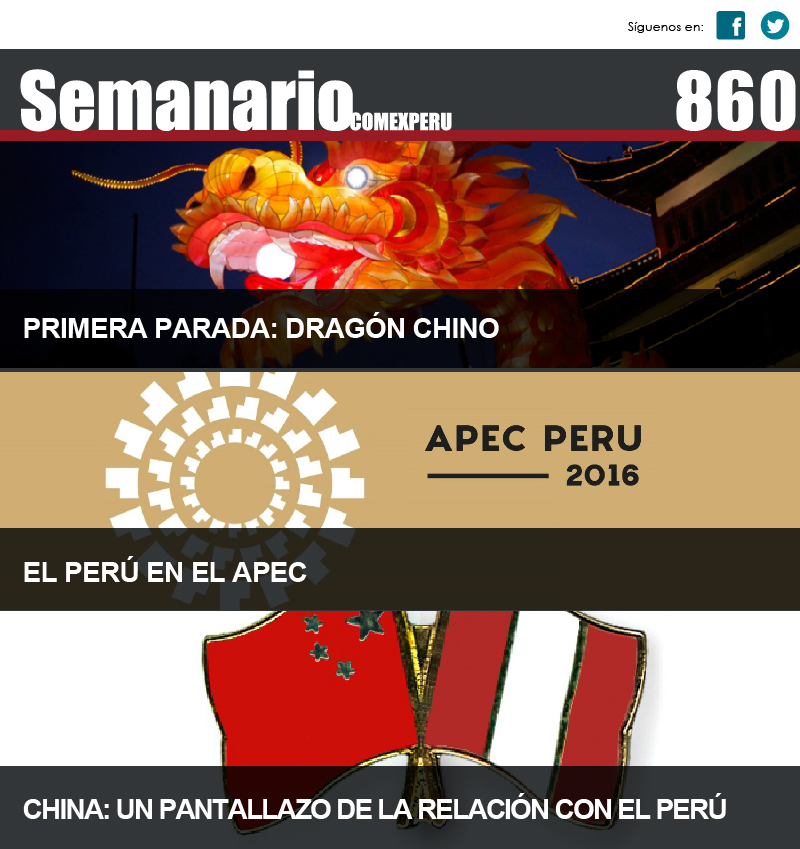 Síguenos en:
Semanario COMEXPERU 860
PRIMERA PARADA: DRAGÓN CHINO
APEC PERU
2016
EL PERÚ EN EL APEC
CHINA: UN PANTALLAZO DE LA RELACIÓN CON EL PERÚ